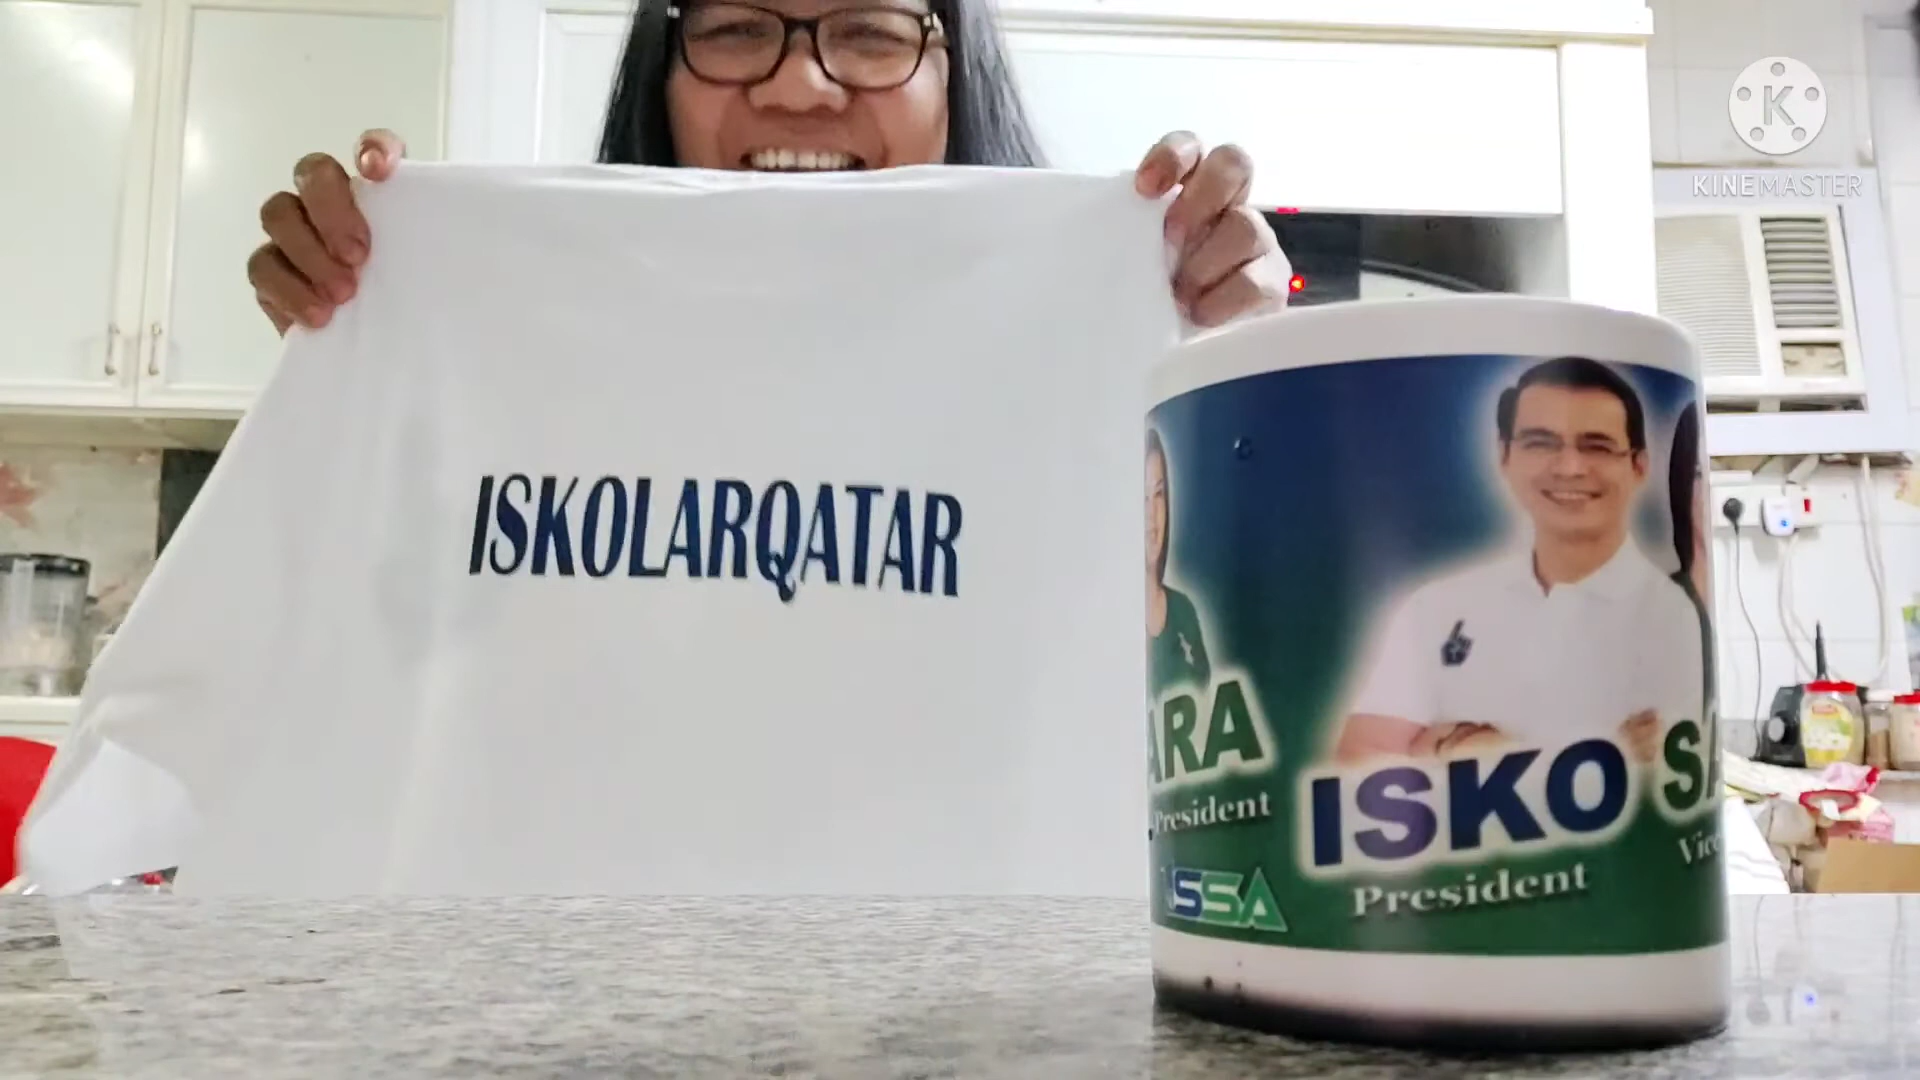 K
KINEMASTER
ISKOLARQATAR
ARA
President
ISSA
ISKO
President
SA
Vice